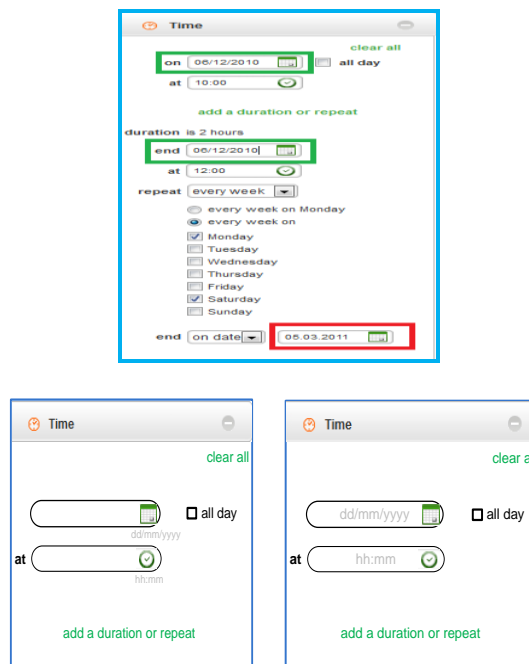 Time
clear all
on 06/12/2010 all day
at 10:00
add a duration or repeat
duration is 2 hours
end 06/12/2010
at 12:00
repeat every week
every week on Monday
every week on
Monday
Tuesday
Wednesday
Thursday
Friday
Saturday
Sunday
end on date 05.03.2011
Time
clear all
all day
dd/mm/yyyy
at
hh:mm
add a duration or repeat
Time
clear a
dd/mm/yyyy all day
at hh:mm
add a duration or repeat